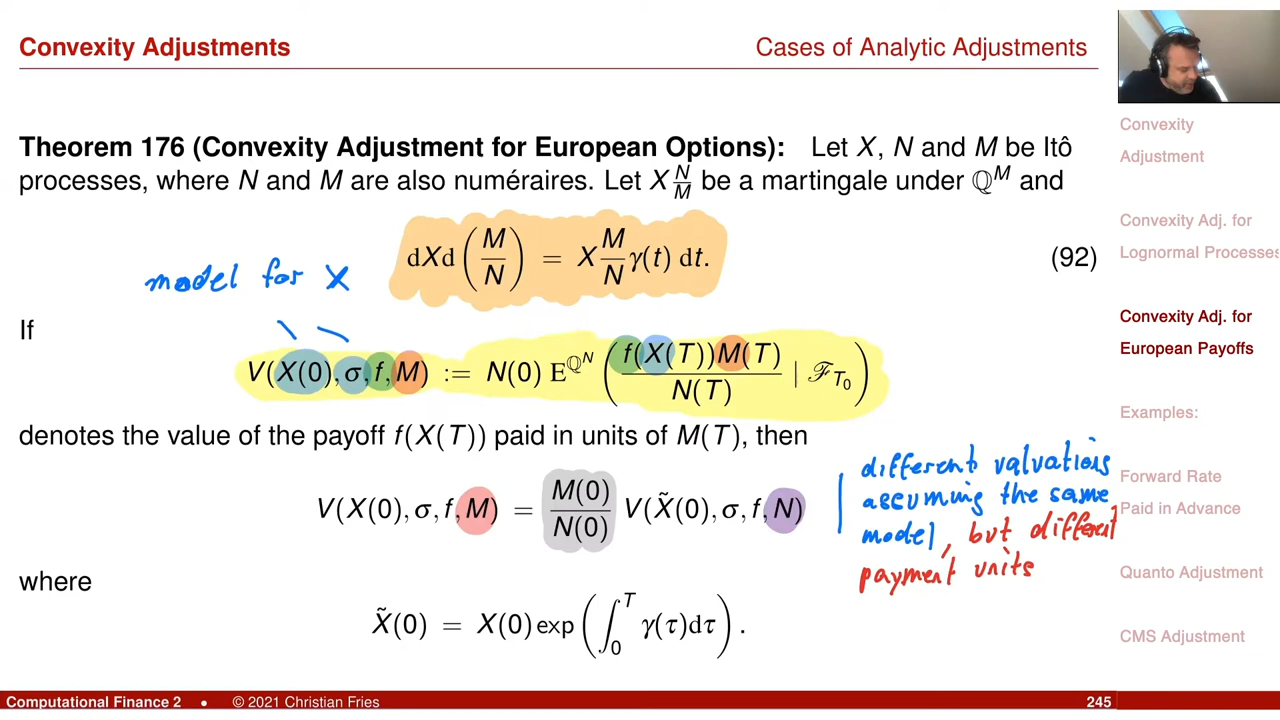 Convexity Adjustments
Cases of Analytic Adjustments
Theorem 176 (Convexity Adjustment for European Options): Let X, N and M be Itô
processes, where N and M are also numéraires. Let X N/M be a martingale under ℚ^M and
dXd(M/N) = X M/N γ(t) dt. (92)
model for X
If
V(X(0), σ, f, M) := N(0) E^{ℚ^N} ( f(X(T))M(T) / N(T) | ℱ_{T_0} )
denotes the value of the payoff f(X(T)) paid in units of M(T), then
V(X(0), σ, f, M) = M(0)/N(0) V(X̃(0), σ, f, N)
different valuations
assuming the same
model, but different
payment units
where
X̃(0) = X(0) exp( ∫_0^T γ(τ)dτ ).
Convexity
Adjustment
Convexity Adj. for
Lognormal Processes
Convexity Adj. for
European Payoffs
Examples:
Forward Rate
Paid in Advance
Quanto Adjustment
CMS Adjustment
Computational Finance 2 • © 2021 Christian Fries 245